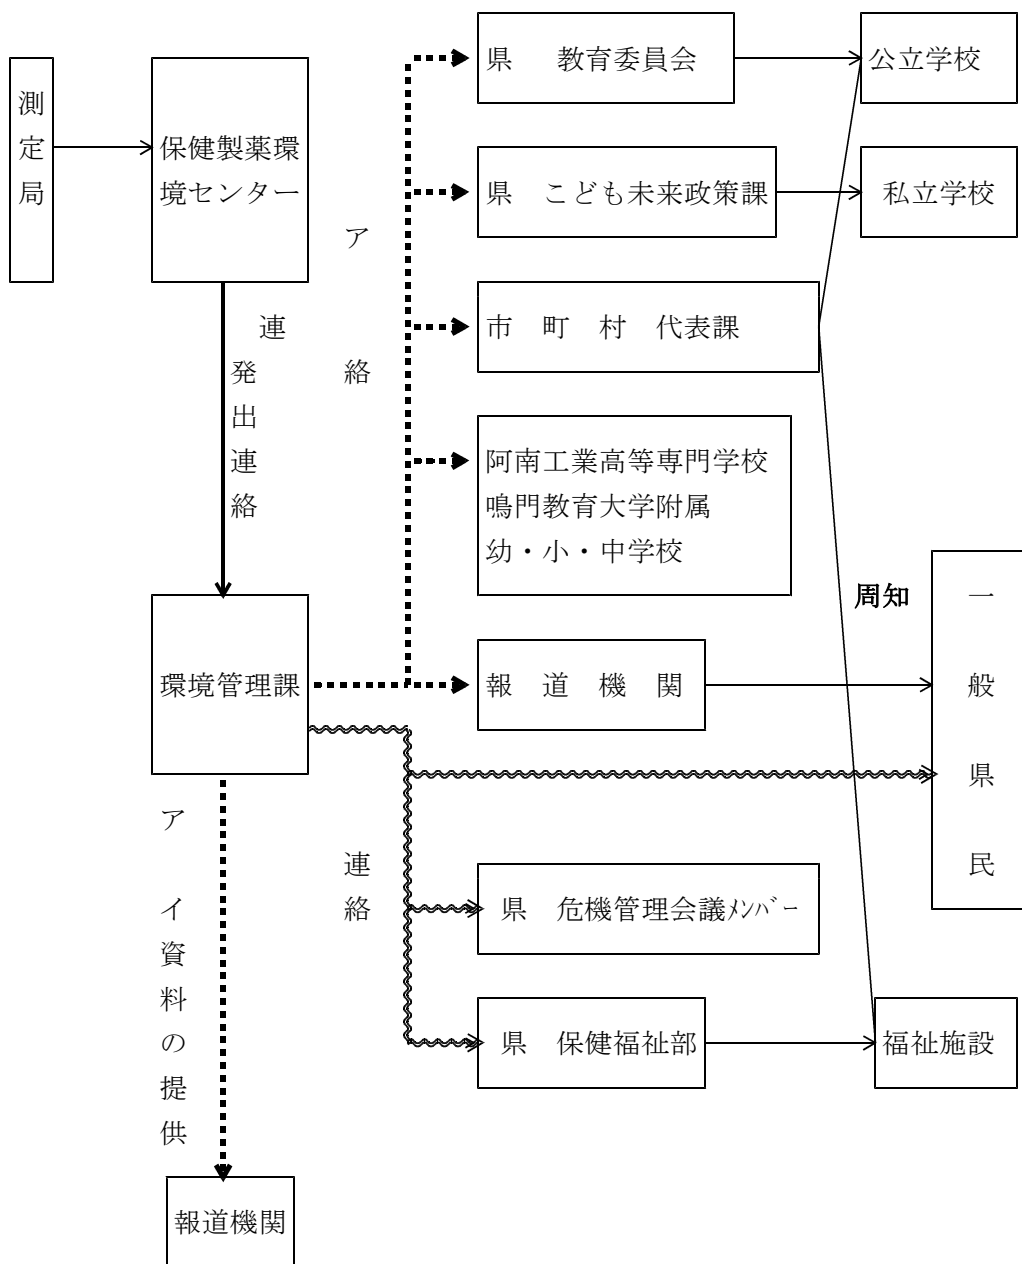 測定局
保健製薬環
境センター
県　教育委員会
公立学校
県　こども未来政策課
私立学校
ア
連
絡
市　町　村　代表課
発出連絡
阿南工業高等専門学校
鳴門教育大学附属
幼・小・中学校
周知
一般県民
環境管理課
報　道　機　関
ア
イ
資料の提供
連絡
県　危機管理会議ﾒﾝﾊﾞｰ
県　保健福祉部
福祉施設
報道機関